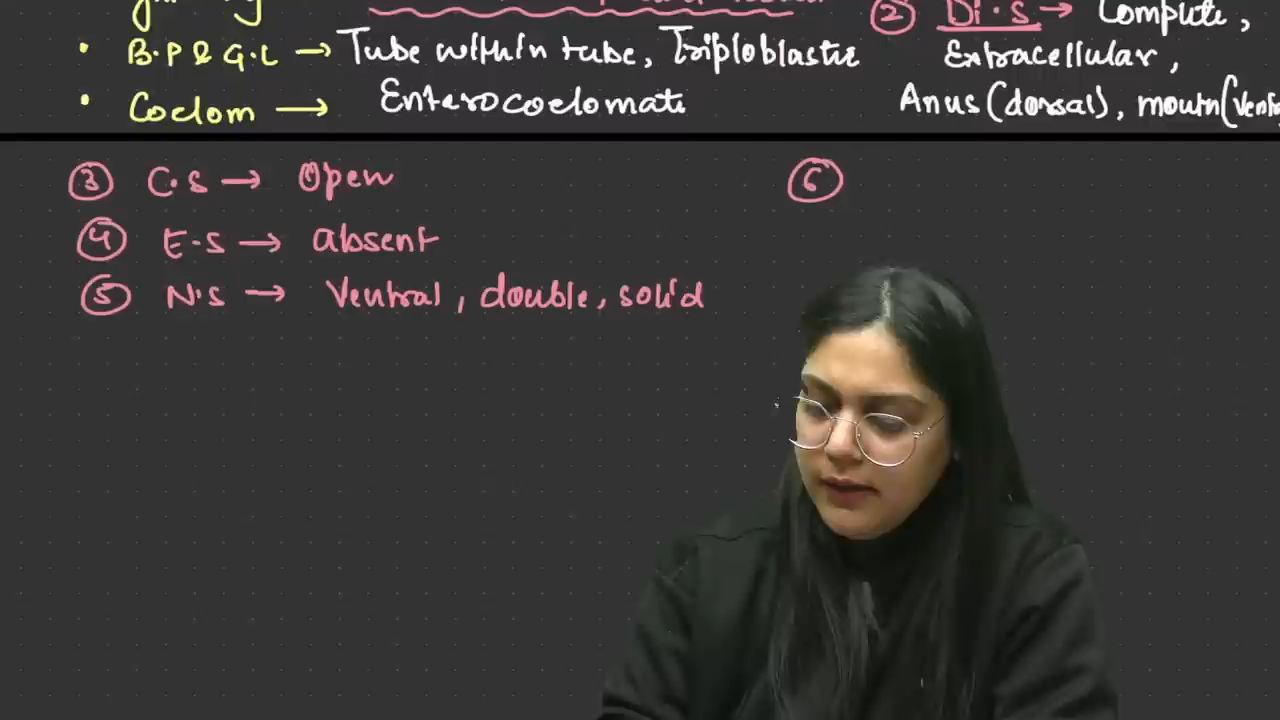 ② Di.s → Complete,
• B.P & G.L → Tube within tube, Triploblastic
Extracellular,
• Coelom → Enterocoelomate
Anus (dorsal), mouth (
③ C.S → Open
④ E.S → absent
⑤ N.S → Ventral, double, solid
⑥